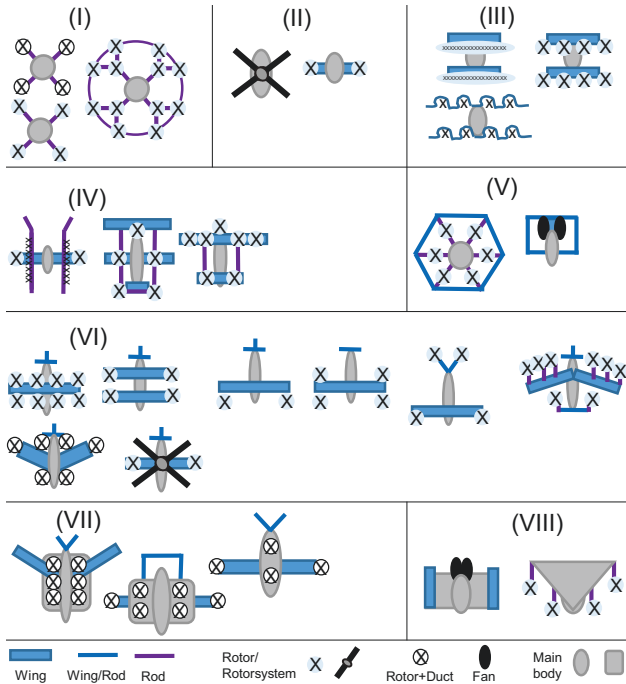 (I)
(II)
(III)
(IV)
(V)
(VI)
(VII)
(VIII)
Wing
Wing/Rod
Rod
Rotor/
Rotorsystem
Rotor+Duct
Fan
Main
body